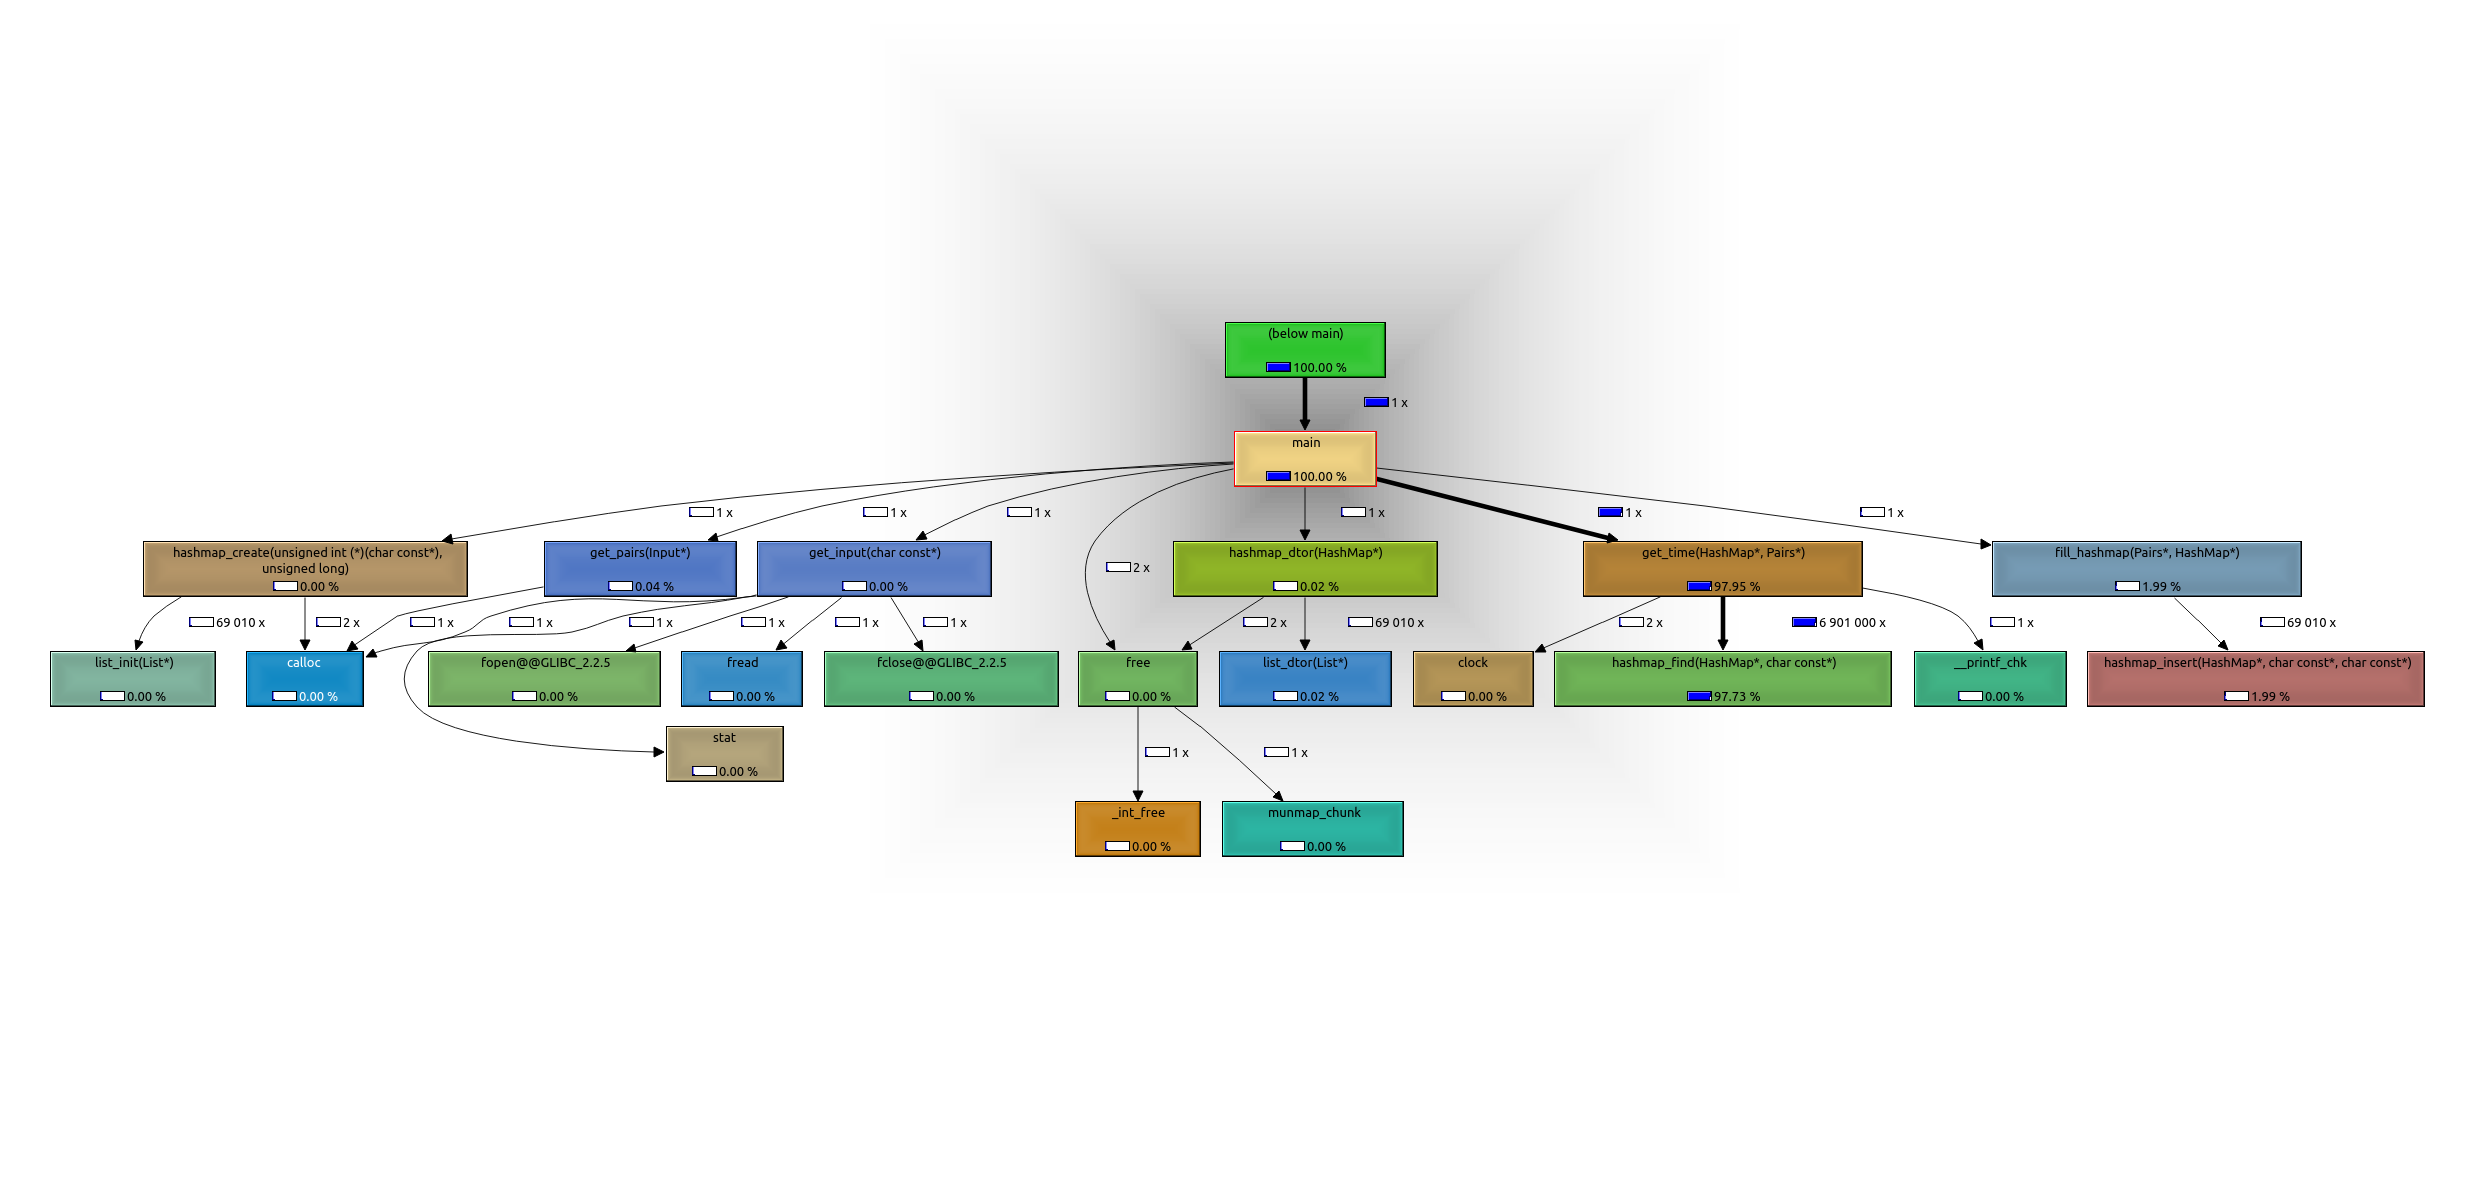 (below main)
100.00 %
1 x
main
100.00 %
1 x
1 x
1 x
1 x
1 x
1 x
2 x
hashmap_create(unsigned int (*)(char const*),
unsigned long)
0.00 %
get_pairs(Input*)
0.04 %
get_input(char const*)
0.00 %
hashmap_dtor(HashMap*)
0.02 %
get_time(HashMap*, Pairs*)
97.95 %
fill_hashmap(Pairs*, HashMap*)
1.99 %
69 010 x
2 x
1 x
1 x
1 x
1 x
1 x
1 x
2 x
69 010 x
2 x
6 901 000 x
1 x
69 010 x
list_init(List*)
0.00 %
calloc
0.00 %
fopen@@GLIBC_2.2.5
0.00 %
fread
0.00 %
fclose@@GLIBC_2.2.5
0.00 %
free
0.00 %
list_dtor(List*)
0.02 %
clock
0.00 %
hashmap_find(HashMap*, char const*)
97.73 %
__printf_chk
0.00 %
hashmap_insert(HashMap*, char const*, char const*)
1.99 %
stat
0.00 %
1 x
1 x
_int_free
0.00 %
munmap_chunk
0.00 %